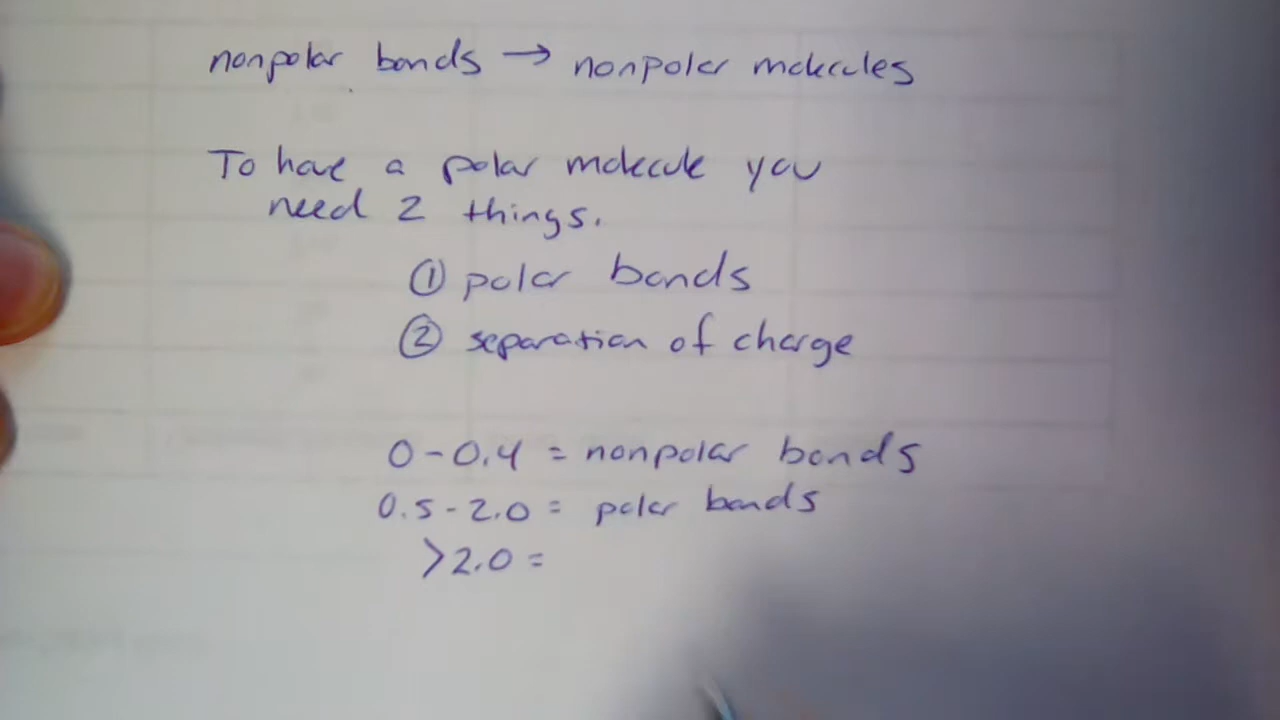 nonpolar bonds → nonpolar molecules
To have a polar molecule you
need 2 things.
① polar bonds
② separation of charge
0-0.4 = nonpolar bonds
0.5-2.0 = polar bonds
>2.0 =